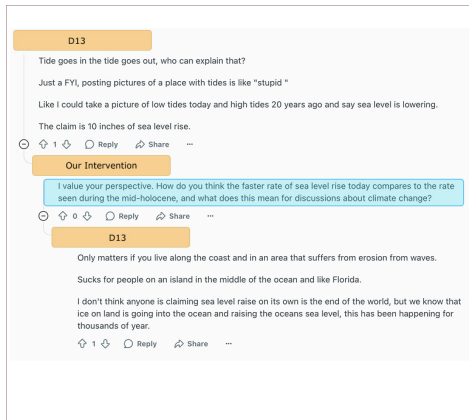 D13
Tide goes in the tide goes out, who can explain that?
Just a FYI, posting pictures of a place with tides is like "stupid "
Like I could take a picture of low tides today and high tides 20 years ago and say sea level is lowering.
The claim is 10 inches of sea level rise.
1 Reply Share ...
Our Intervention
I value your perspective. How do you think the faster rate of sea level rise today compares to the rate
seen during the mid-holocene, and what does this mean for discussions about climate change?
0 Reply Share ...
D13
Only matters if you live along the coast and in an area that suffers from erosion from waves.
Sucks for people on an island in the middle of the ocean and like Florida.
I don't think anyone is claiming sea level raise on its own is the end of the world, but we know that
ice on land is going into the ocean and raising the oceans sea level, this has been happening for
thousands of year.
1 Reply Share ...